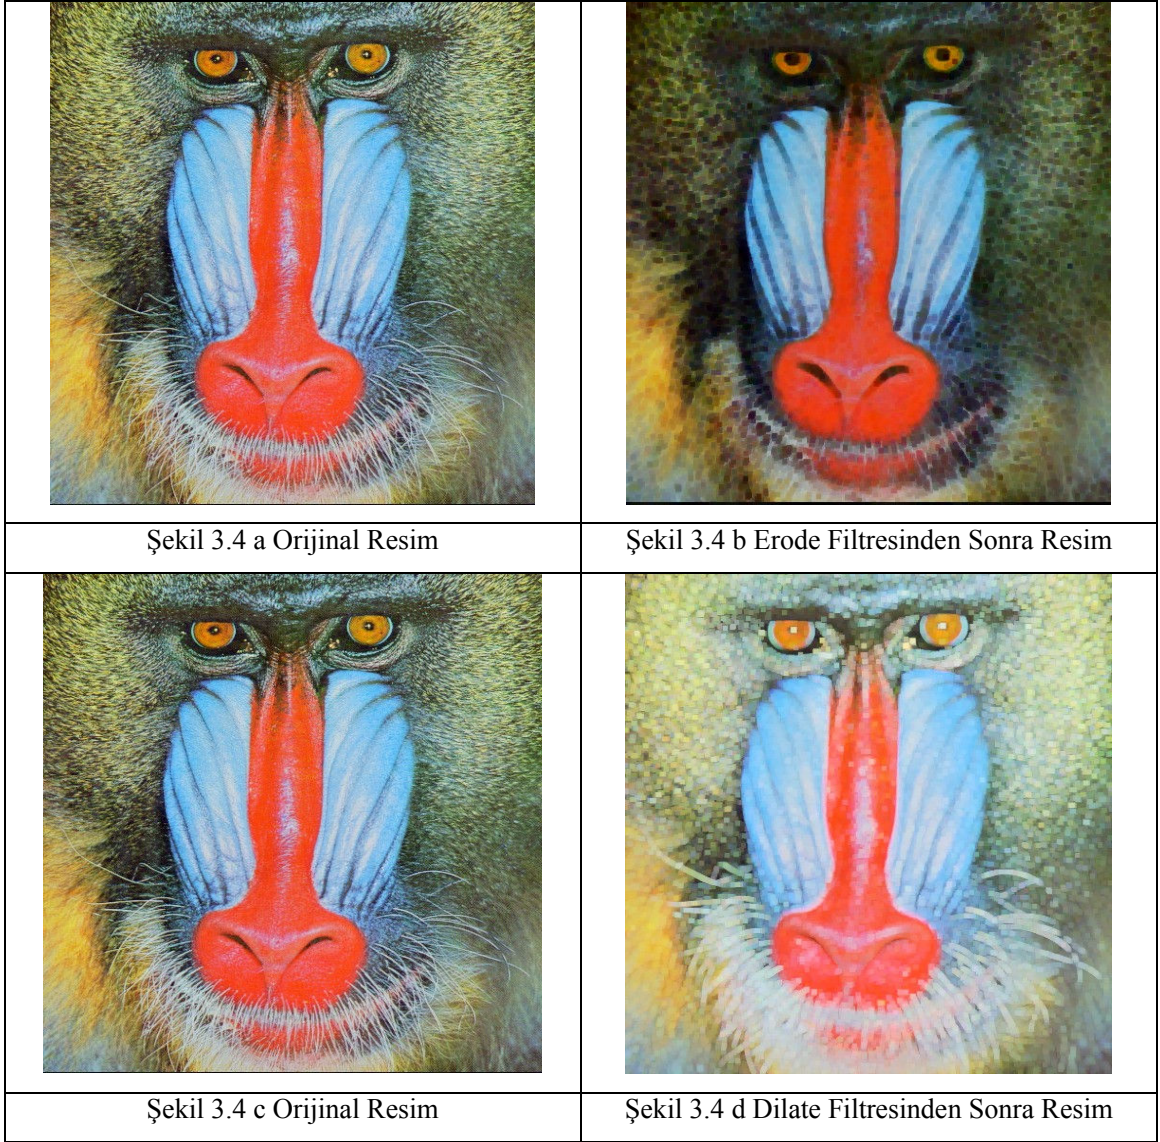 Şekil 3.4 a Orijinal Resim
Şekil 3.4 b Erode Filtresinden Sonra Resim
Şekil 3.4 c Orijinal Resim
Şekil 3.4 d Dilate Filtresinden Sonra Resim